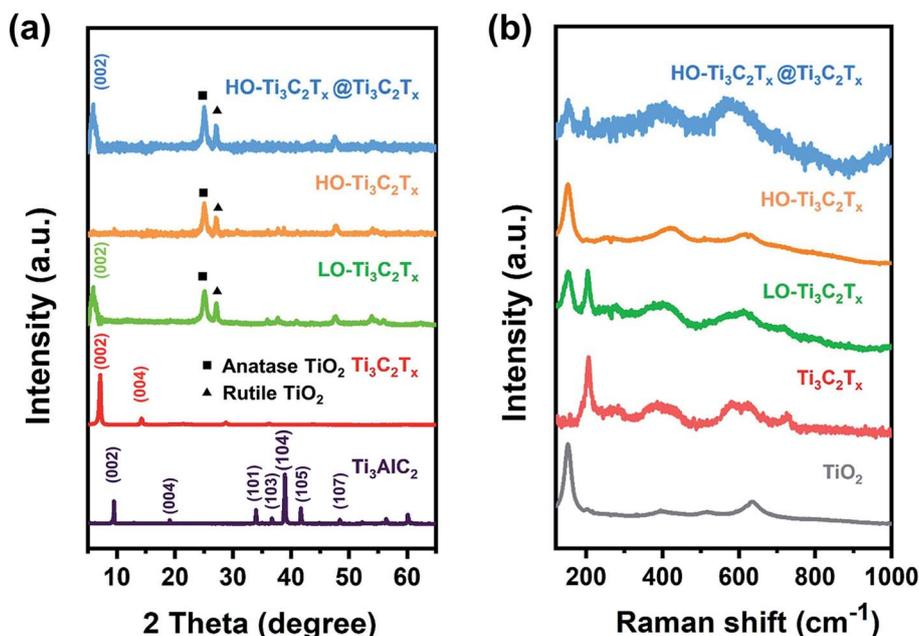 (a)
(002)
HO-Ti₃C₂Tₓ@Ti₃C₂Tₓ
■
▲
HO-Ti₃C₂Tₓ
■
▲
(002)
LO-Ti₃C₂Tₓ
■
▲
(002)
(004)
■ Anatase TiO₂
Ti₃C₂Tₓ
▲ Rutile TiO₂
Ti₃AlC₂
(002)
(004)
(101)
(103)
(104)
(105)
(107)
Intensity (a.u.)
10 20 30 40 50 60
2 Theta (degree)
(b)
HO-Ti₃C₂Tₓ@Ti₃C₂Tₓ
HO-Ti₃C₂Tₓ
LO-Ti₃C₂Tₓ
Ti₃C₂Tₓ
TiO₂
Intensity (a.u.)
200 400 600 800 1000
Raman shift (cm⁻¹)